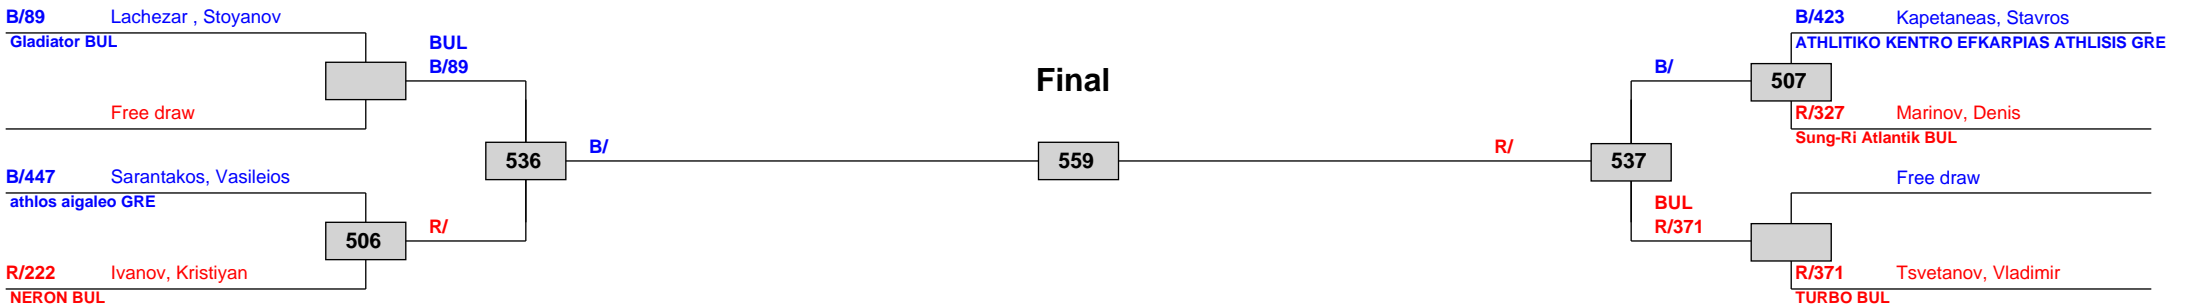 B/89 Lachezar , Stoyanov
Gladiator BUL
BUL
B/89
Free draw
536
B/
B/447 Sarantakos, Vasileios
athlos aigaleo GRE
506
R/
R/222 Ivanov, Kristiyan
NERON BUL
Final
559
B/423 Kapetaneas, Stavros
ATHLITIKO KENTRO EFKARPIAS ATHLISIS GRE
B/
507
R/327 Marinov, Denis
Sung-Ri Atlantik BUL
R/
537
Free draw
BUL
R/371
R/371 Tsvetanov, Vladimir
TURBO BUL